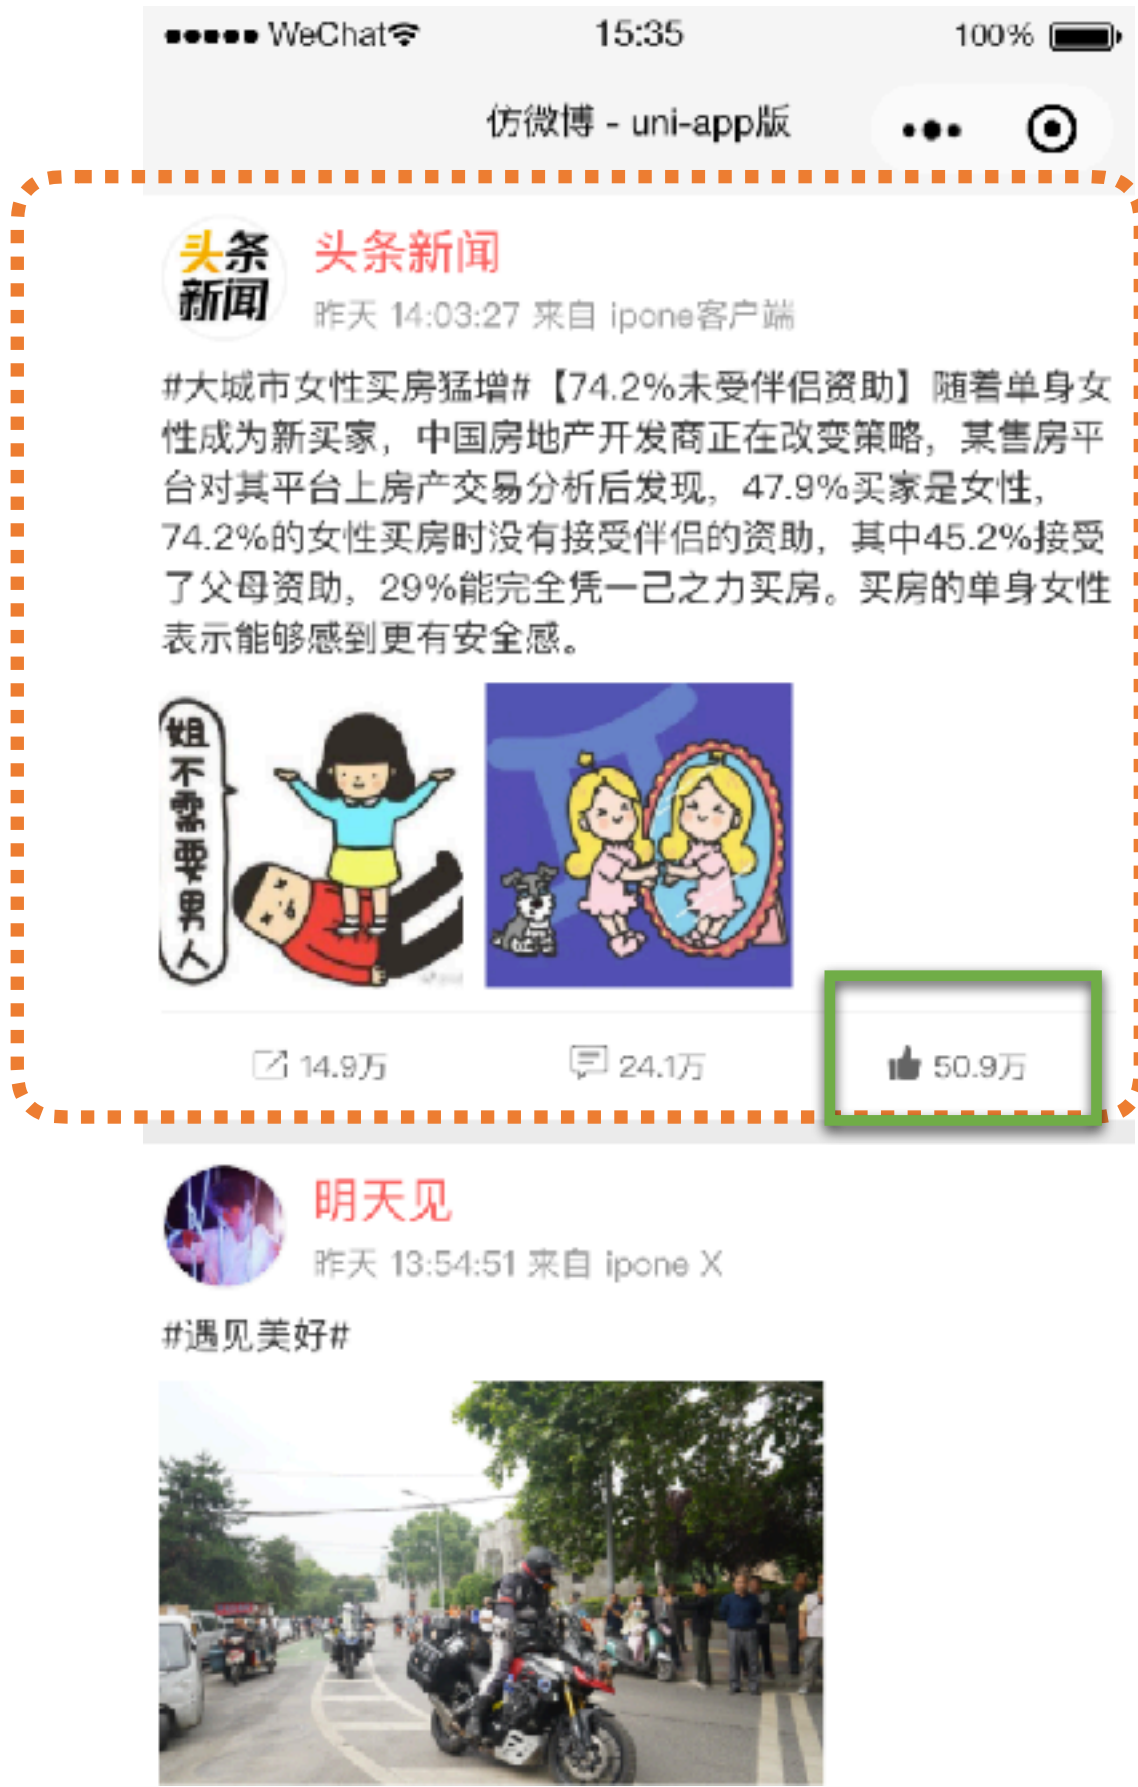 WeChat 15:35 100%
仿微博 - uni-app版
头条
新闻
头条新闻
昨天 14:03:27 来自 ipone客户端
#大城市女性买房猛增#【74.2%未受伴侣资助】随着单身女
性成为新买家，中国房地产开发商正在改变策略，某售房平
台对其平台上房产交易分析后发现，47.9%买家是女性，
74.2%的女性买房时没有接受伴侣的资助，其中45.2%接受
了父母资助，29%能完全凭一己之力买房。买房的单身女性
表示能够感到更有安全感。
姐不需要男人
14.9万 24.1万 50.9万
明天见
昨天 13:54:51 来自 ipone X
#遇见美好#